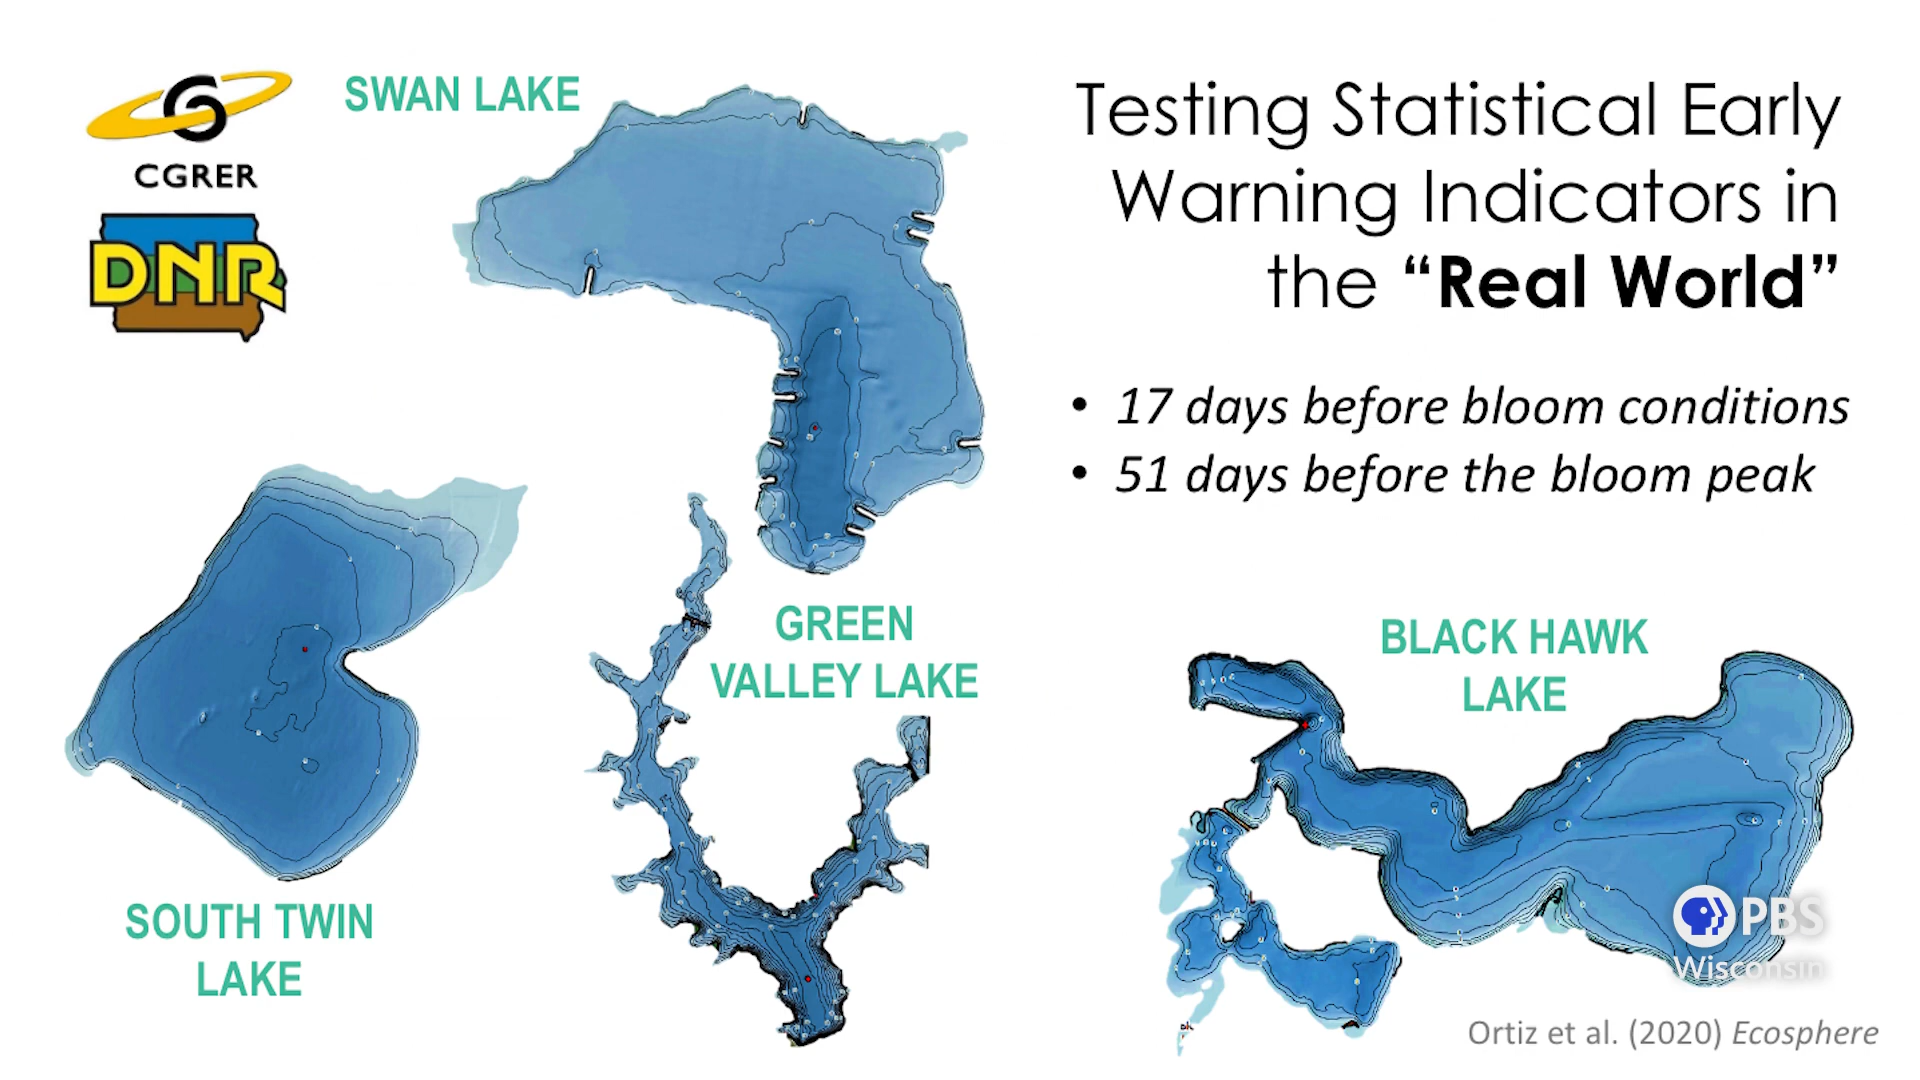 CGRER
DNR
SWAN LAKE
Testing Statistical Early
Warning Indicators in
the “Real World”
• 17 days before bloom conditions
• 51 days before the bloom peak
GREEN
VALLEY LAKE
BLACK HAWK
LAKE
SOUTH TWIN
LAKE
PBS
Wisconsin
Ortiz et al. (2020) Ecosphere